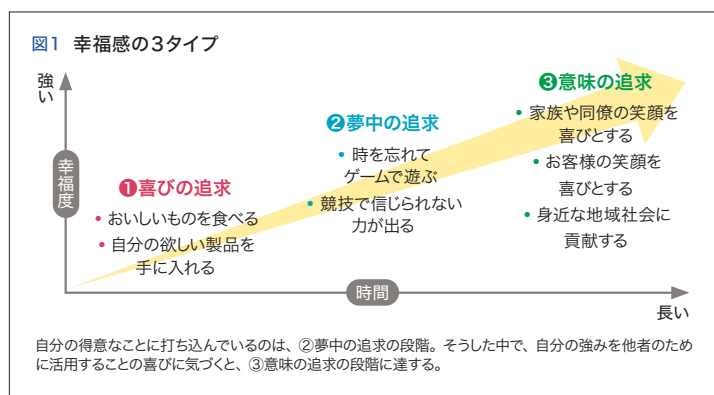 図1 幸福感の3タイプ
強い
幸福度
❶喜びの追求
• おいしいものを食べる
• 自分の欲しい製品を
手に入れる
❷夢中の追求
• 時を忘れて
ゲームで遊ぶ
• 競技で信じられない
力が出る
❸意味の追求
• 家族や同僚の笑顔を
喜びとする
• お客様の笑顔を
喜びとする
• 身近な地域社会に
貢献する
時間
長い
自分の得意なことに打ち込んでいるのは、②夢中の追求の段階。そうした中で、自分の強みを他者のため
に活用することの喜びに気づくと、③意味の追求の段階に達する。